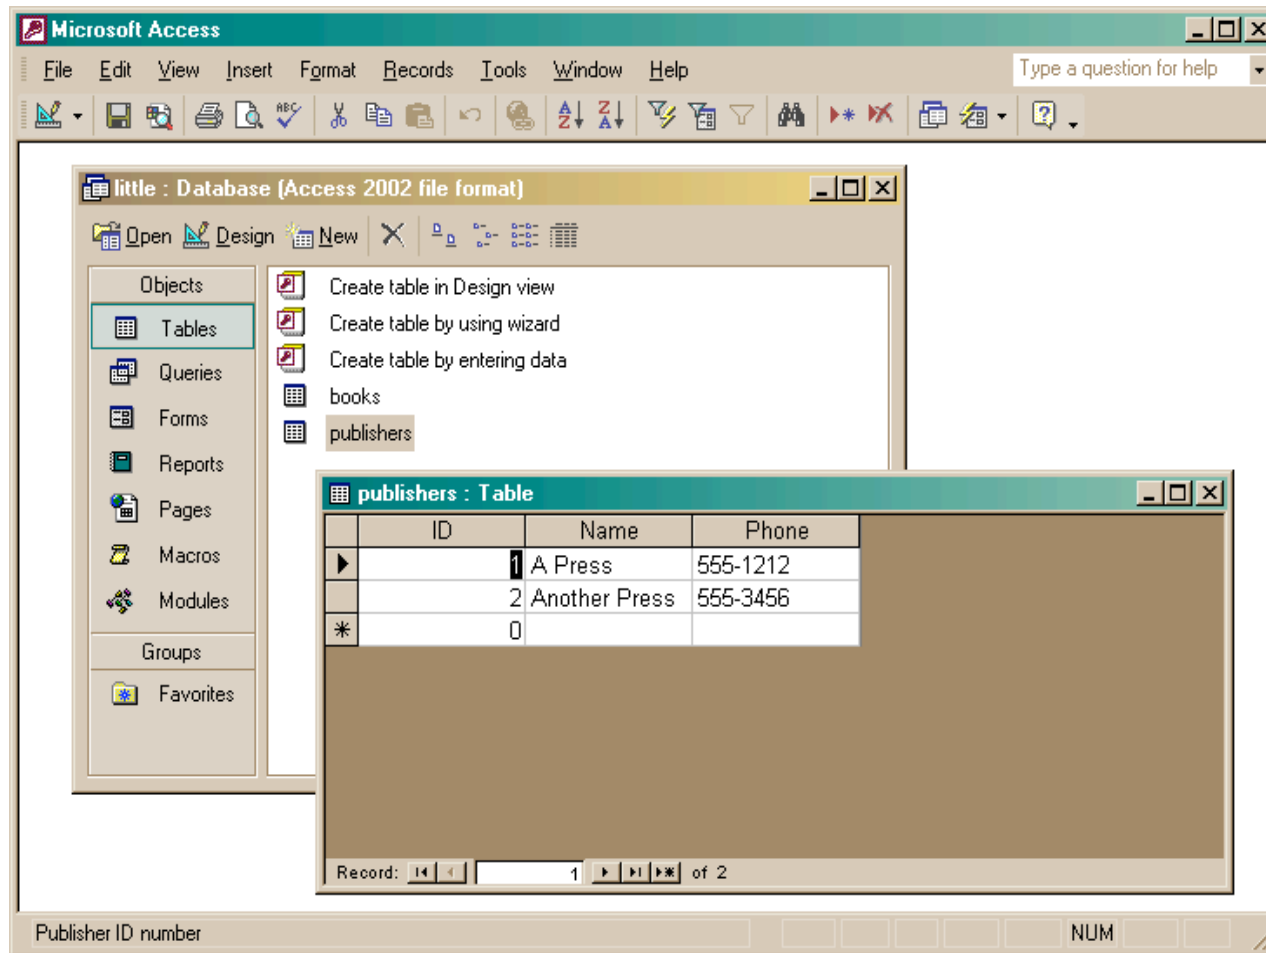 Microsoft Access
File Edit View Insert Format Records Tools Window Help Type a question for help
little : Database (Access 2002 file format)
Open Design New
Objects
Tables
Queries
Forms
Reports
Pages
Macros
Modules
Groups
Favorites
Create table in Design view
Create table by using wizard
Create table by entering data
books
publishers
publishers : Table
ID Name Phone
1 A Press 555-1212
2 Another Press 555-3456
0
Record: 1 of 2
Publisher ID number NUM